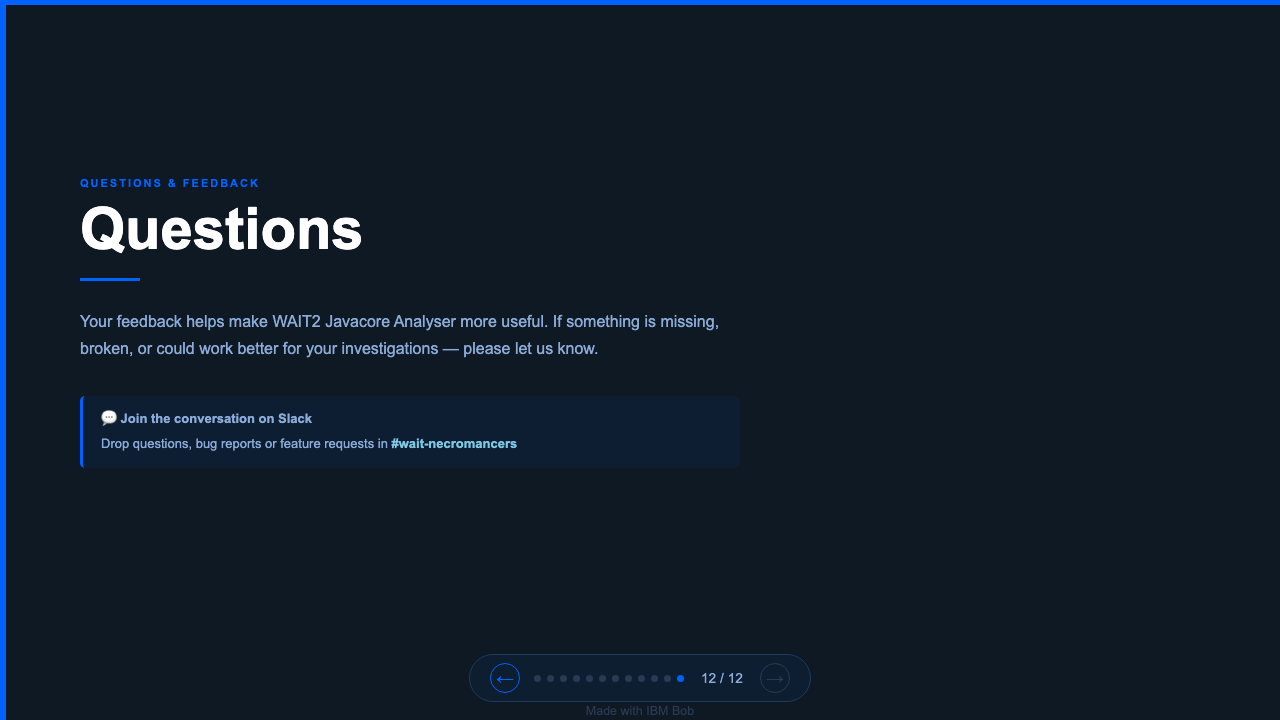 QUESTIONS & FEEDBACK
Questions
Your feedback helps make WAIT2 Javacore Analyser more useful. If something is missing,
broken, or could work better for your investigations — please let us know.
💬 Join the conversation on Slack
Drop questions, bug reports or feature requests in #wait-necromancers
← 12 / 12 →
Made with IBM Bob